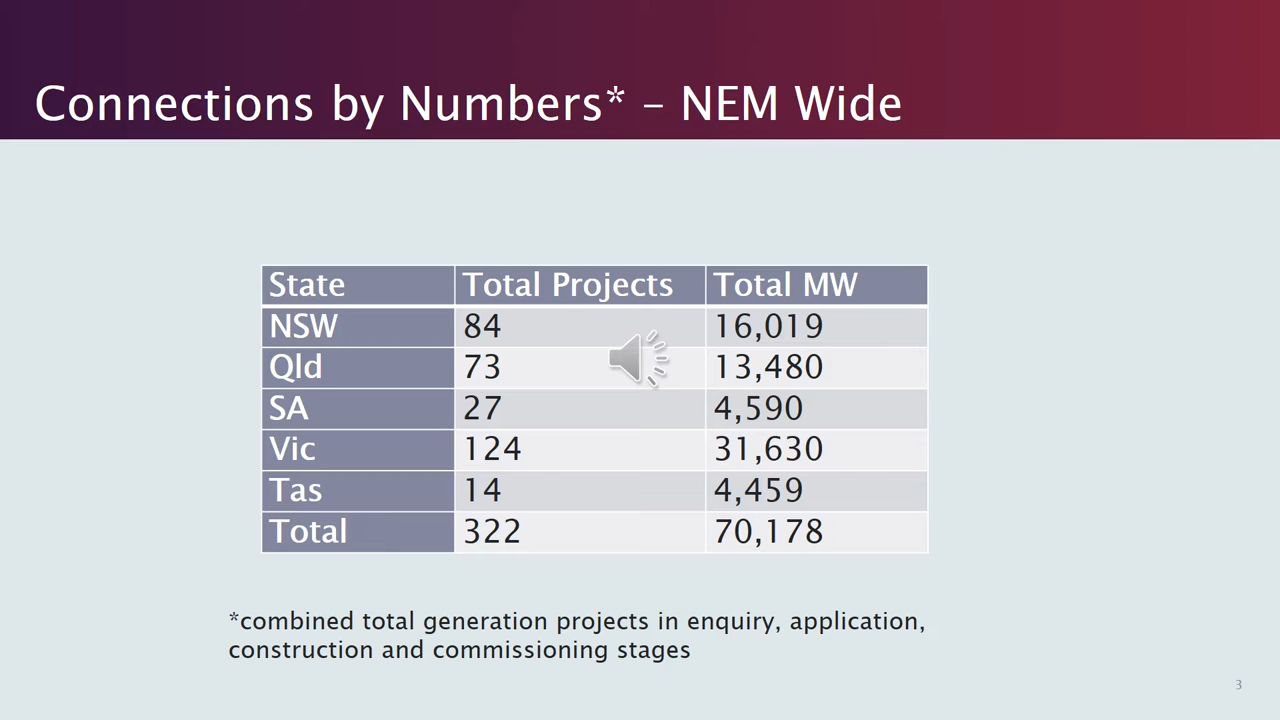 Connections by Numbers* – NEM Wide
State Total Projects Total MW
NSW 84 16,019
Qld 73 13,480
SA 27 4,590
Vic 124 31,630
Tas 14 4,459
Total 322 70,178
*combined total generation projects in enquiry, application,
construction and commissioning stages
3